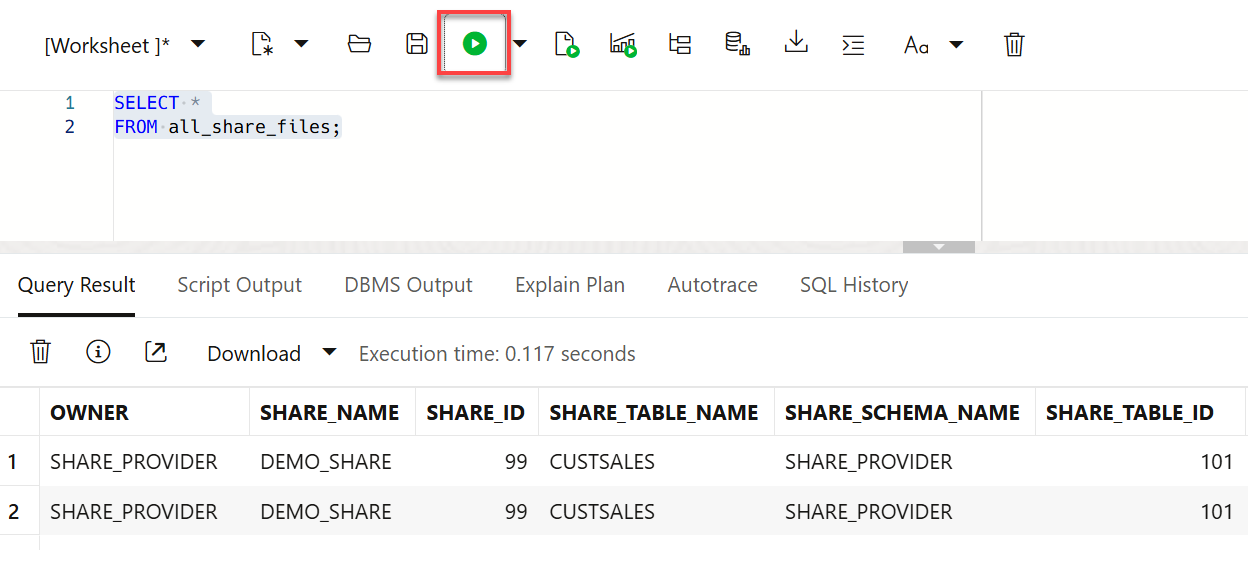 [Worksheet ]* Aa
1 SELECT *
2 FROM all_share_files;
Query Result Script Output DBMS Output Explain Plan Autotrace SQL History
Download Execution time: 0.117 seconds
OWNER SHARE_NAME SHARE_ID SHARE_TABLE_NAME SHARE_SCHEMA_NAME SHARE_TABLE_ID
1 SHARE_PROVIDER DEMO_SHARE 99 CUSTSALES SHARE_PROVIDER 101
2 SHARE_PROVIDER DEMO_SHARE 99 CUSTSALES SHARE_PROVIDER 101